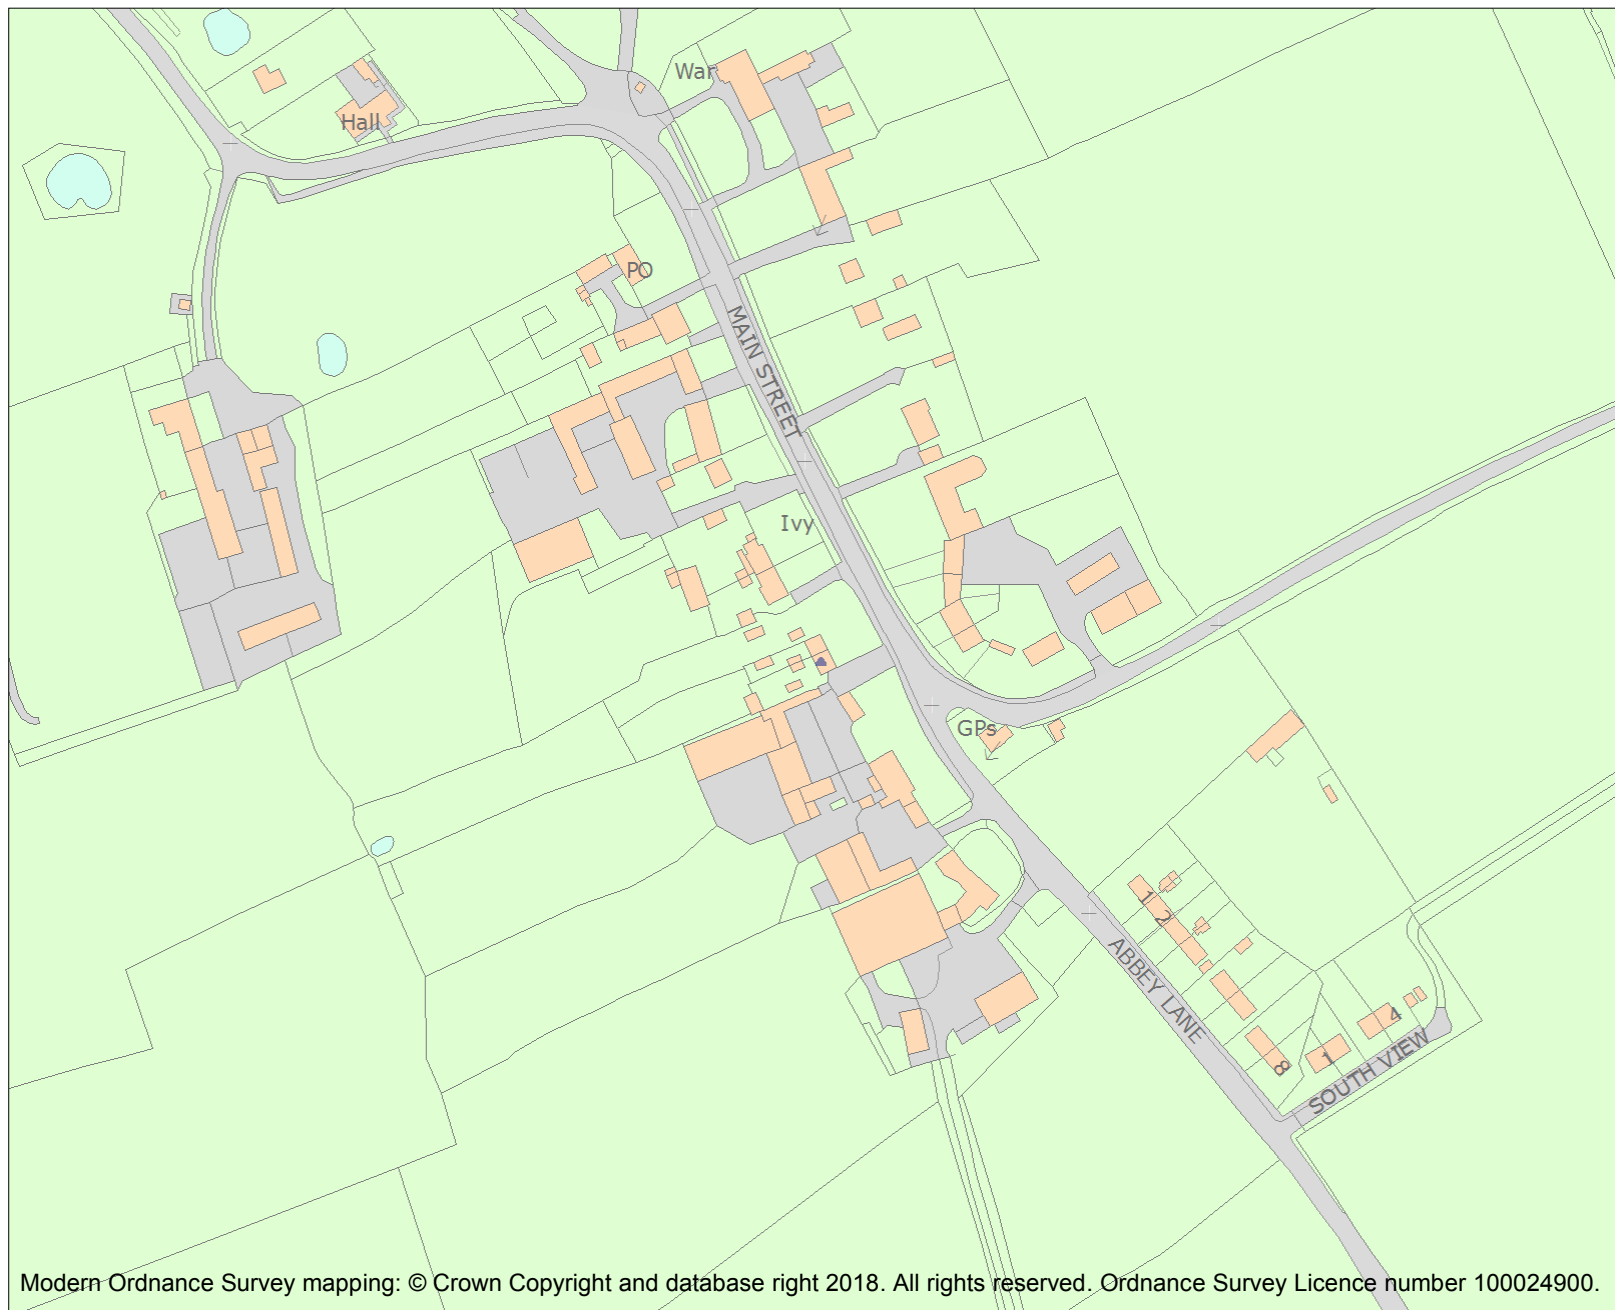 War
Hall
PO
MAIN STREET
Ivy
GPs
1
2
ABBEY LANE
8
1
4
SOUTH VIEW
Modern Ordnance Survey mapping: © Crown Copyright and database right 2018. All rights reserved. Ordnance Survey Licence number 100024900.